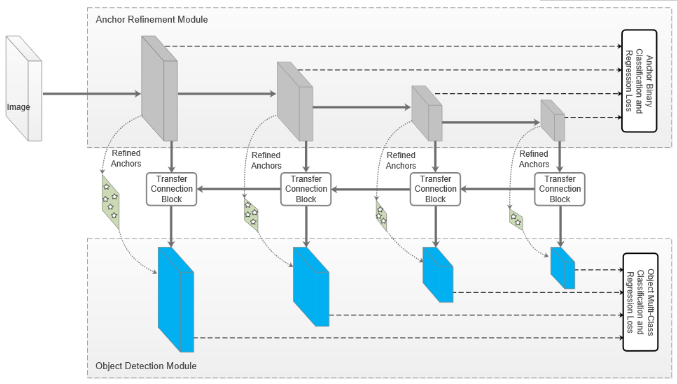 Anchor Refinement Module
Image
Anchor Binary
Classification and
Regression Loss
Refined
Anchors
Refined
Anchors
Refined
Anchors
Refined
Anchors
Transfer
Connection
Block
Transfer
Connection
Block
Transfer
Connection
Block
Transfer
Connection
Block
Object Multi-Class
Classification and
Regression Loss
Object Detection Module